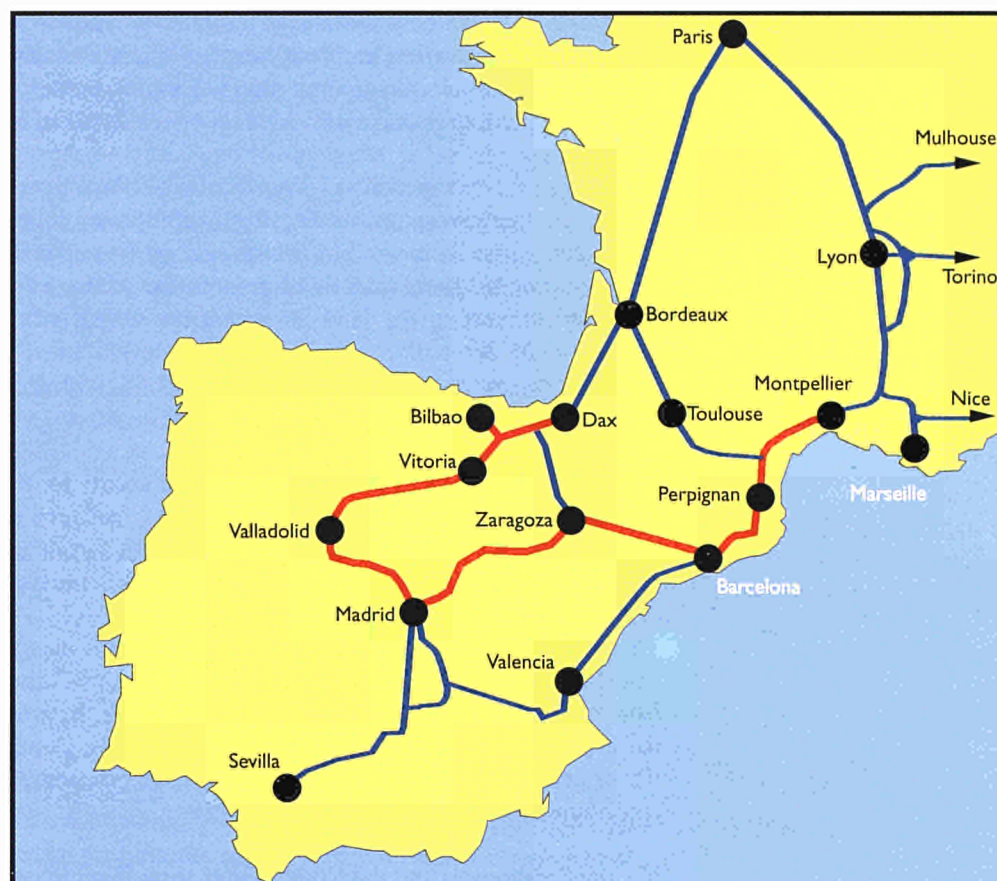 Paris
Mulhouse
Lyon
Torino
Bordeaux
Montpellier
Nice
Bilbao
Dax
Toulouse
Vitoria
Marseille
Perpignan
Zaragoza
Valladolid
Barcelona
Madrid
Valencia
Sevilla